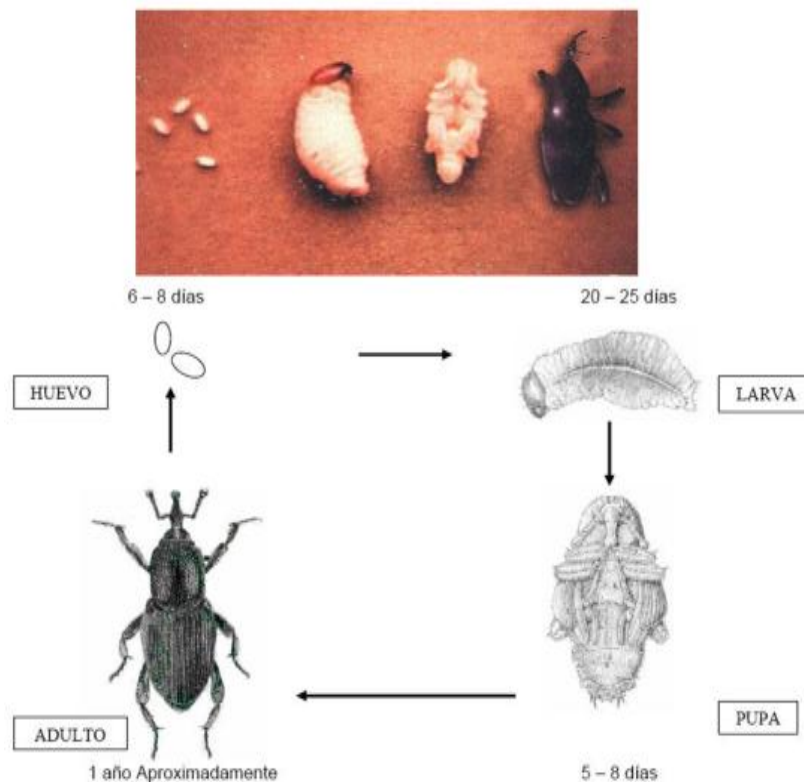 6 – 8 días
20 – 25 días
HUEVO
LARVA
ADULTO
PUPA
1 año Aproximadamente
5 – 8 días